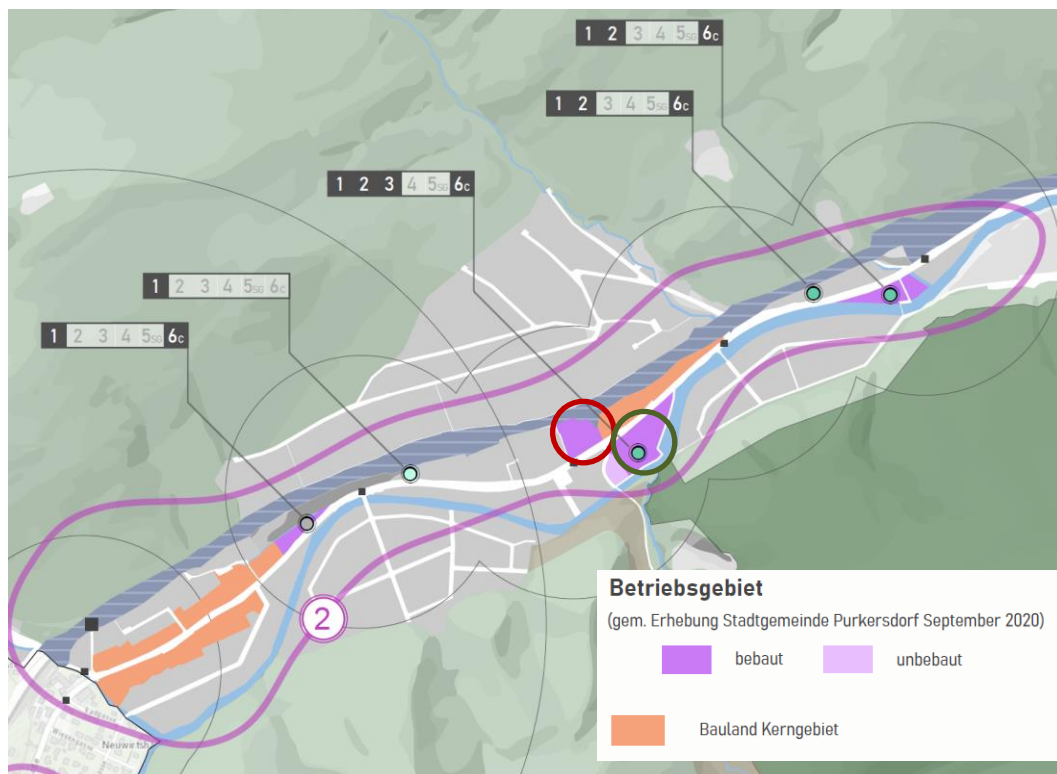 1 2 3 4 5SG 6c
1 2 3 4 5SG 6c
1 2 3 4 5SG 6c
1 2 3 4 5SG 6c
1 2 3 4 5SG 6c
2
Betriebsgebiet
(gem. Erhebung Stadtgemeinde Purkersdorf September 2020)
bebaut
unbebaut
Bauland Kerngebiet
Neuwirtsh